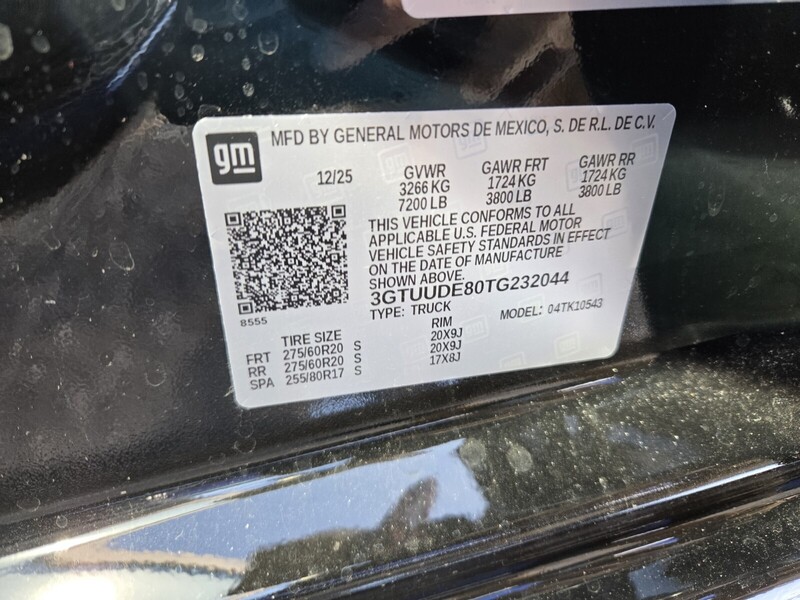 gm MFD BY GENERAL MOTORS DE MEXICO, S. DE R.L. DE C.V.
12/25 GVWR GAWR FRT GAWR RR
3266 KG 1724 KG 1724 KG
7200 LB 3800 LB 3800 LB
THIS VEHICLE CONFORMS TO ALL
APPLICABLE U.S. FEDERAL MOTOR
VEHICLE SAFETY STANDARDS IN EFFECT
ON THE DATE OF MANUFACTURE
SHOWN ABOVE.
3GTUUDE80TG232044
8555 TYPE: TRUCK MODEL: 04TK10543
TIRE SIZE RIM
FRT 275/60R20 S 20X9J
RR 275/60R20 S 20X9J
SPA 255/80R17 S 17X8J